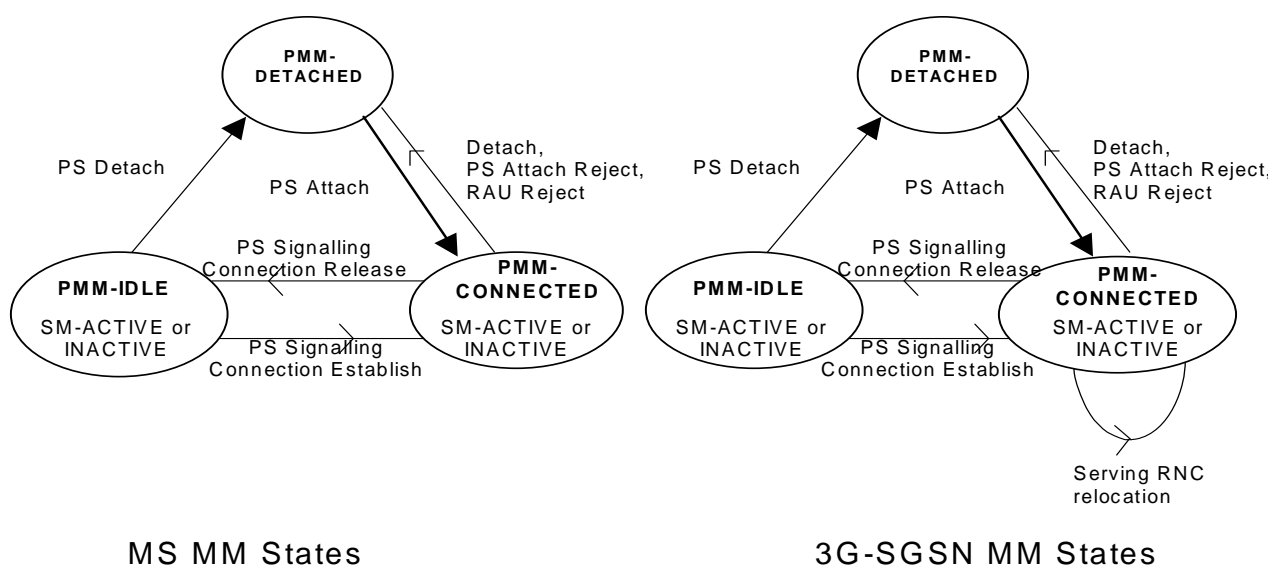 PMM-
DETACHED
PS Detach
PS Attach
Detach,
PS Attach Reject,
RAU Reject
PS Signalling
Connection Release
PMM-IDLE
SM-ACTIVE or
INACTIVE
PMM-
CONNECTED
SM-ACTIVE or
INACTIVE
PS Signalling
Connection Establish
MS MM States
PMM-
DETACHED
PS Detach
PS Attach
Detach,
PS Attach Reject,
RAU Reject
PS Signalling
Connection Release
PMM-IDLE
SM-ACTIVE or
INACTIVE
PMM-
CONNECTED
SM-ACTIVE or
INACTIVE
PS Signalling
Connection Establish
Serving RNC
relocation
3G-SGSN MM States